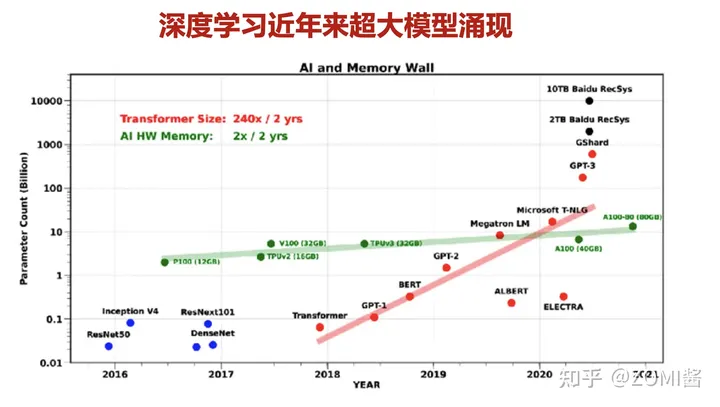 深度学习近年来超大模型涌现
AI and Memory Wall
Transformer Size: 240x / 2 yrs
AI HW Memory: 2x / 2 yrs
10TB Baidu RecSys
2TB Baidu RecSys
GShard
GPT-3
Microsoft T-NLG
Megatron LM
A100-80 (80GB)
V100 (32GB)
TPUv3 (32GB)
P100 (12GB)
TPUv2 (16GB)
A100 (40GB)
GPT-2
BERT
ALBERT
ELECTRA
Inception V4
ResNext101
Transformer
GPT-1
ResNet50
DenseNet
Parameter Count (Billion)
10000
1000
100
10
1
0.1
0.01
2016
2017
2018
2019
2020
2021
YEAR
知乎 @ZOMI酱